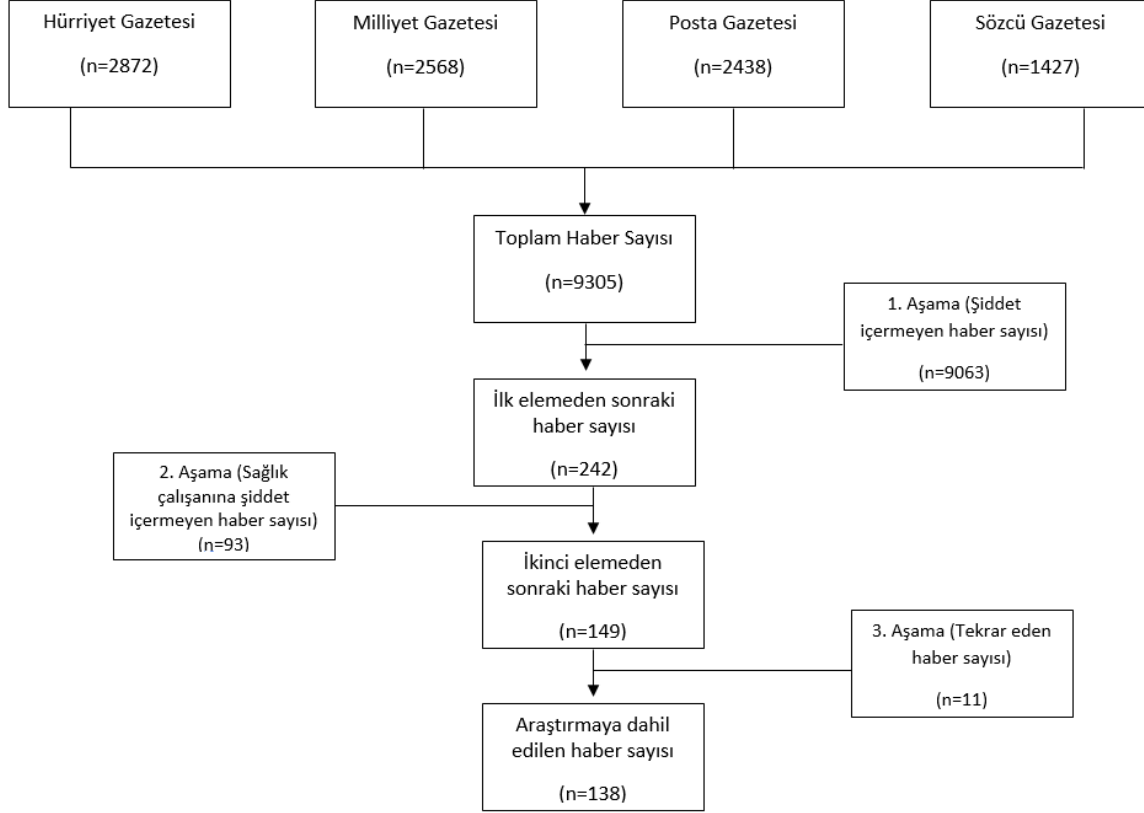 Hürriyet Gazetesi
(n=2872)
Milliyet Gazetesi
(n=2568)
Posta Gazetesi
(n=2438)
Sözcü Gazetesi
(n=1427)
Toplam Haber Sayısı
(n=9305)
1. Aşama (Şiddet
içermeyen haber sayısı)
(n=9063)
İlk elemeden sonraki
haber sayısı
(n=242)
2. Aşama (Sağlık
çalışanına şiddet
içermeyen haber sayısı)
(n=93)
İkinci elemeden
sonraki haber sayısı
(n=149)
3. Aşama (Tekrar eden
haber sayısı)
(n=11)
Araştırmaya dahil
edilen haber sayısı
(n=138)